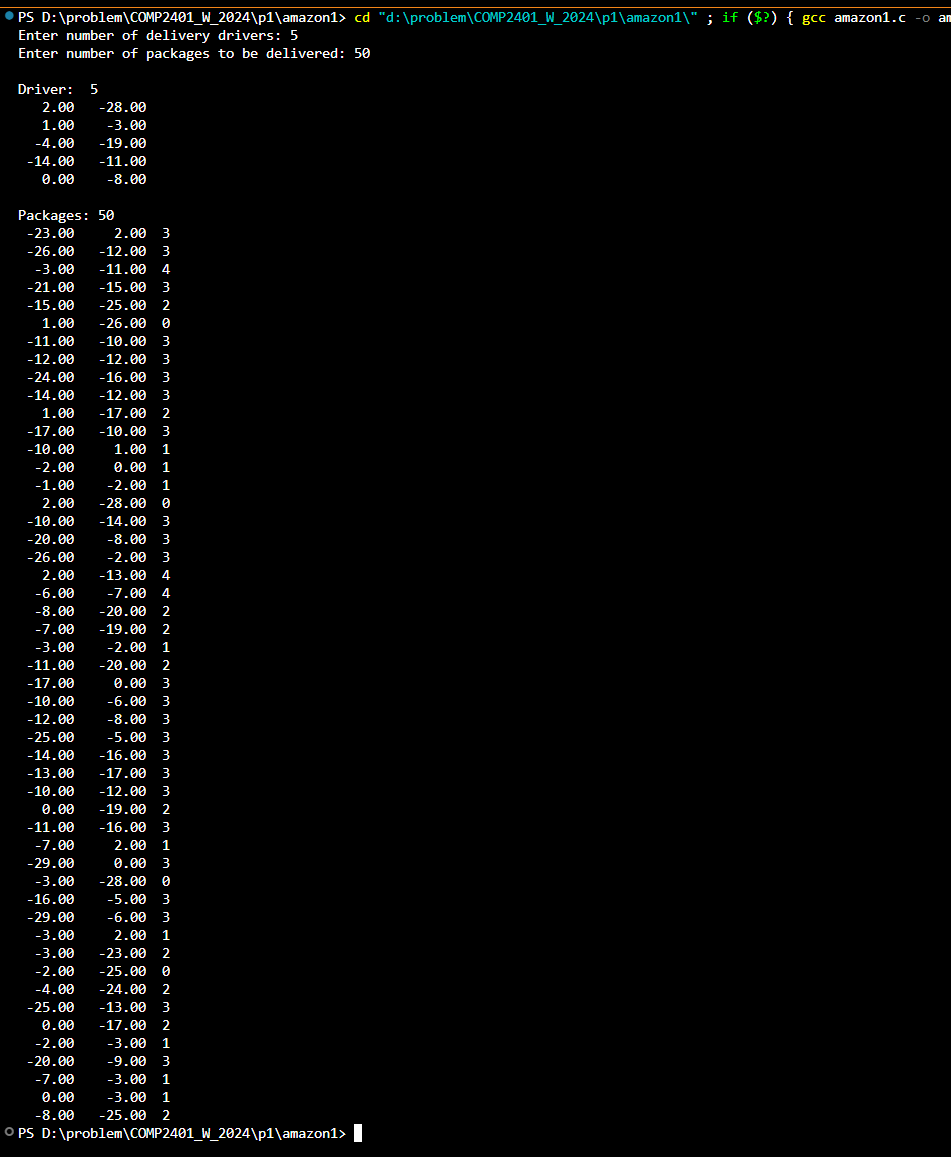 PS D:\problem\COMP2401_W_2024\p1\amazon1> cd "d:\problem\COMP2401_W_2024\p1\amazon1\" ; if ($?) { gcc amazon1.c -o am
Enter number of delivery drivers: 5
Enter number of packages to be delivered: 50
Driver:  5
   2.00   -28.00
   1.00    -3.00
  -4.00   -19.00
 -14.00   -11.00
   0.00    -8.00
Packages: 50
 -23.00     2.00  3
 -26.00   -12.00  3
  -3.00   -11.00  4
 -21.00   -15.00  3
 -15.00   -25.00  2
   1.00   -26.00  0
 -11.00   -10.00  3
 -12.00   -12.00  3
 -24.00   -16.00  3
 -14.00   -12.00  3
   1.00   -17.00  2
 -17.00   -10.00  3
 -10.00     1.00  1
  -2.00     0.00  1
  -1.00    -2.00  1
   2.00   -28.00  0
 -10.00   -14.00  3
 -20.00    -8.00  3
 -26.00    -2.00  3
   2.00   -13.00  4
  -6.00    -7.00  4
  -8.00   -20.00  2
  -7.00   -19.00  2
  -3.00    -2.00  1
 -11.00   -20.00  2
 -17.00     0.00  3
 -10.00    -6.00  3
 -12.00    -8.00  3
 -25.00    -5.00  3
 -14.00   -16.00  3
 -13.00   -17.00  3
 -10.00   -12.00  3
   0.00   -19.00  2
 -11.00   -16.00  3
  -7.00     2.00  1
 -29.00     0.00  3
  -3.00   -28.00  0
 -16.00    -5.00  3
 -29.00    -6.00  3
  -3.00     2.00  1
  -3.00   -23.00  2
  -2.00   -25.00  0
  -4.00   -24.00  2
 -25.00   -13.00  3
   0.00   -17.00  2
  -2.00    -3.00  1
 -20.00    -9.00  3
  -7.00    -3.00  1
   0.00    -3.00  1
  -8.00   -25.00  2
PS D:\problem\COMP2401_W_2024\p1\amazon1>